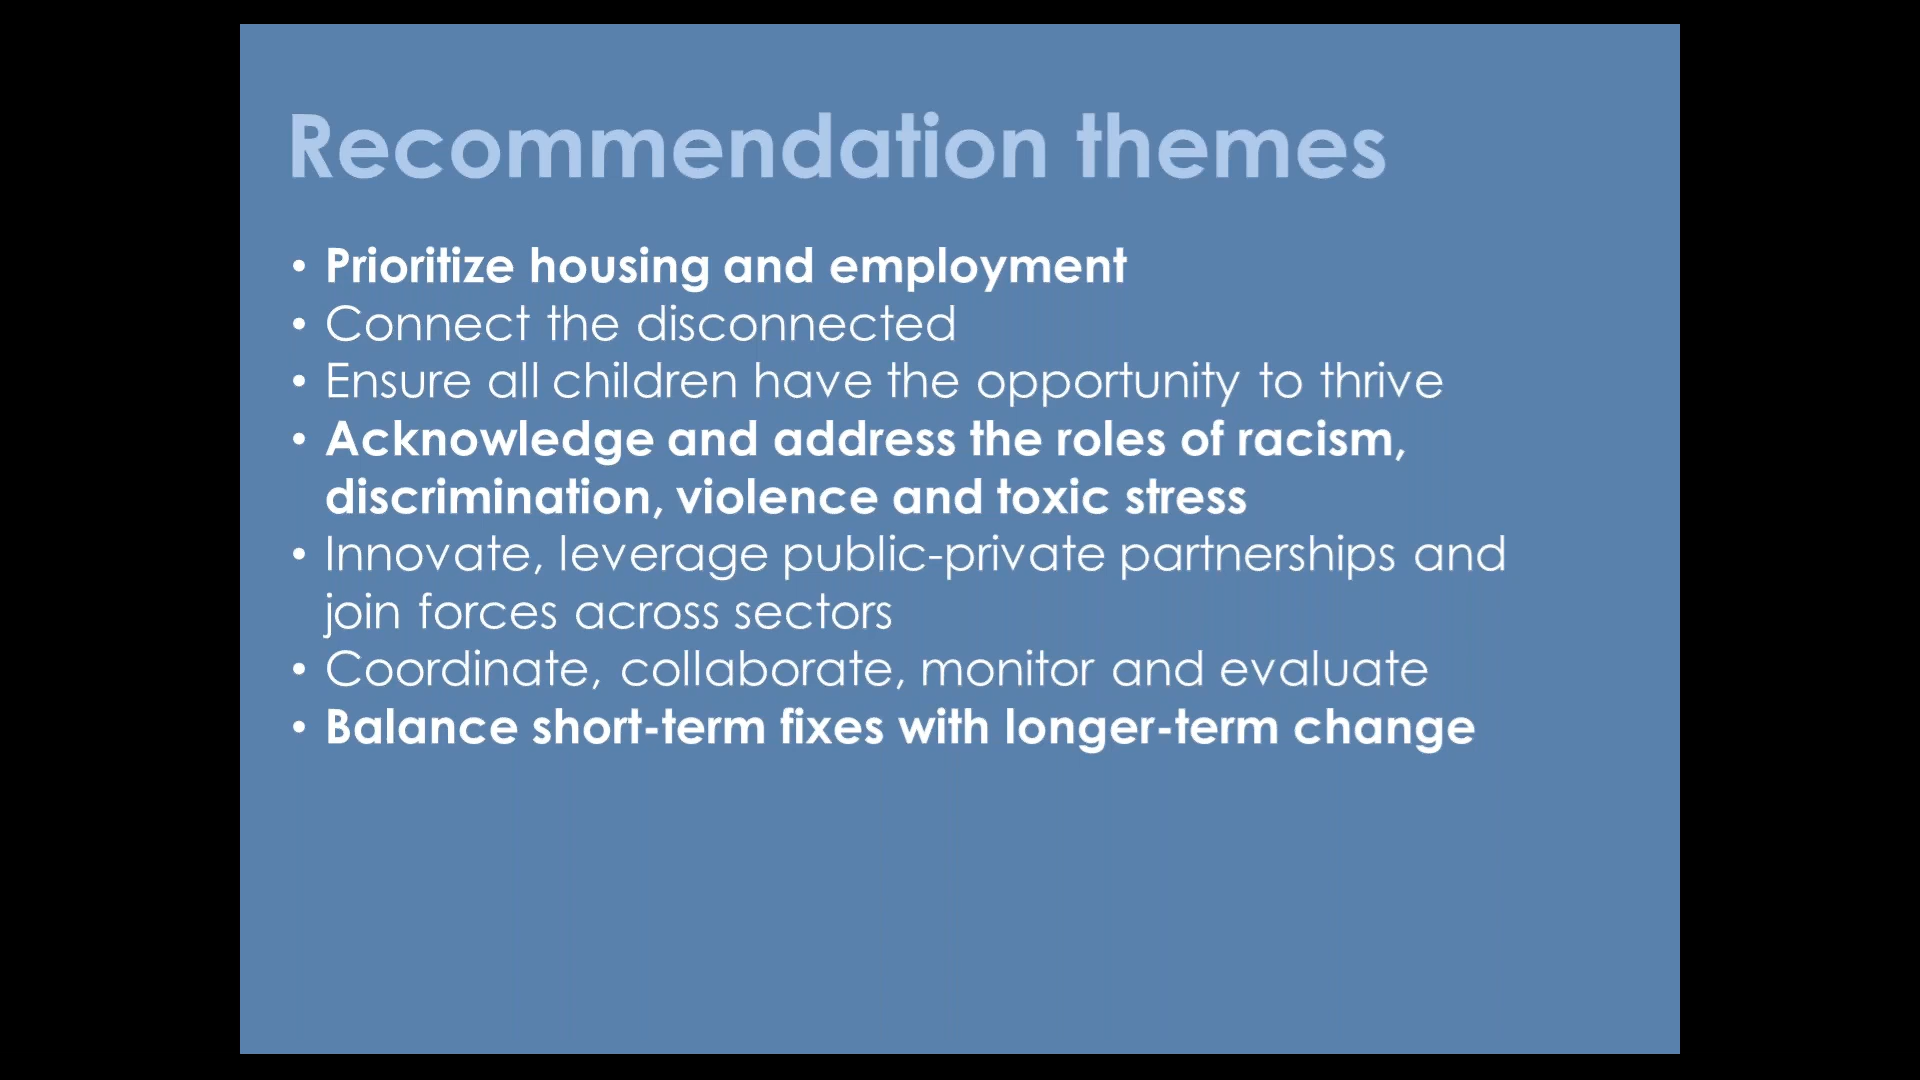 Recommendation themes
• Prioritize housing and employment
• Connect the disconnected
• Ensure all children have the opportunity to thrive
• Acknowledge and address the roles of racism,
discrimination, violence and toxic stress
• Innovate, leverage public-private partnerships and
join forces across sectors
• Coordinate, collaborate, monitor and evaluate
• Balance short-term fixes with longer-term change